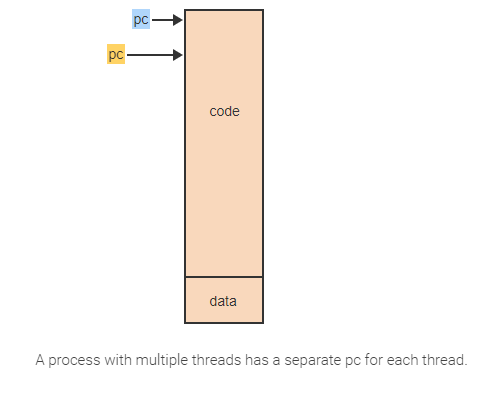 pc
pc
code
data
A process with multiple threads has a separate pc for each thread.